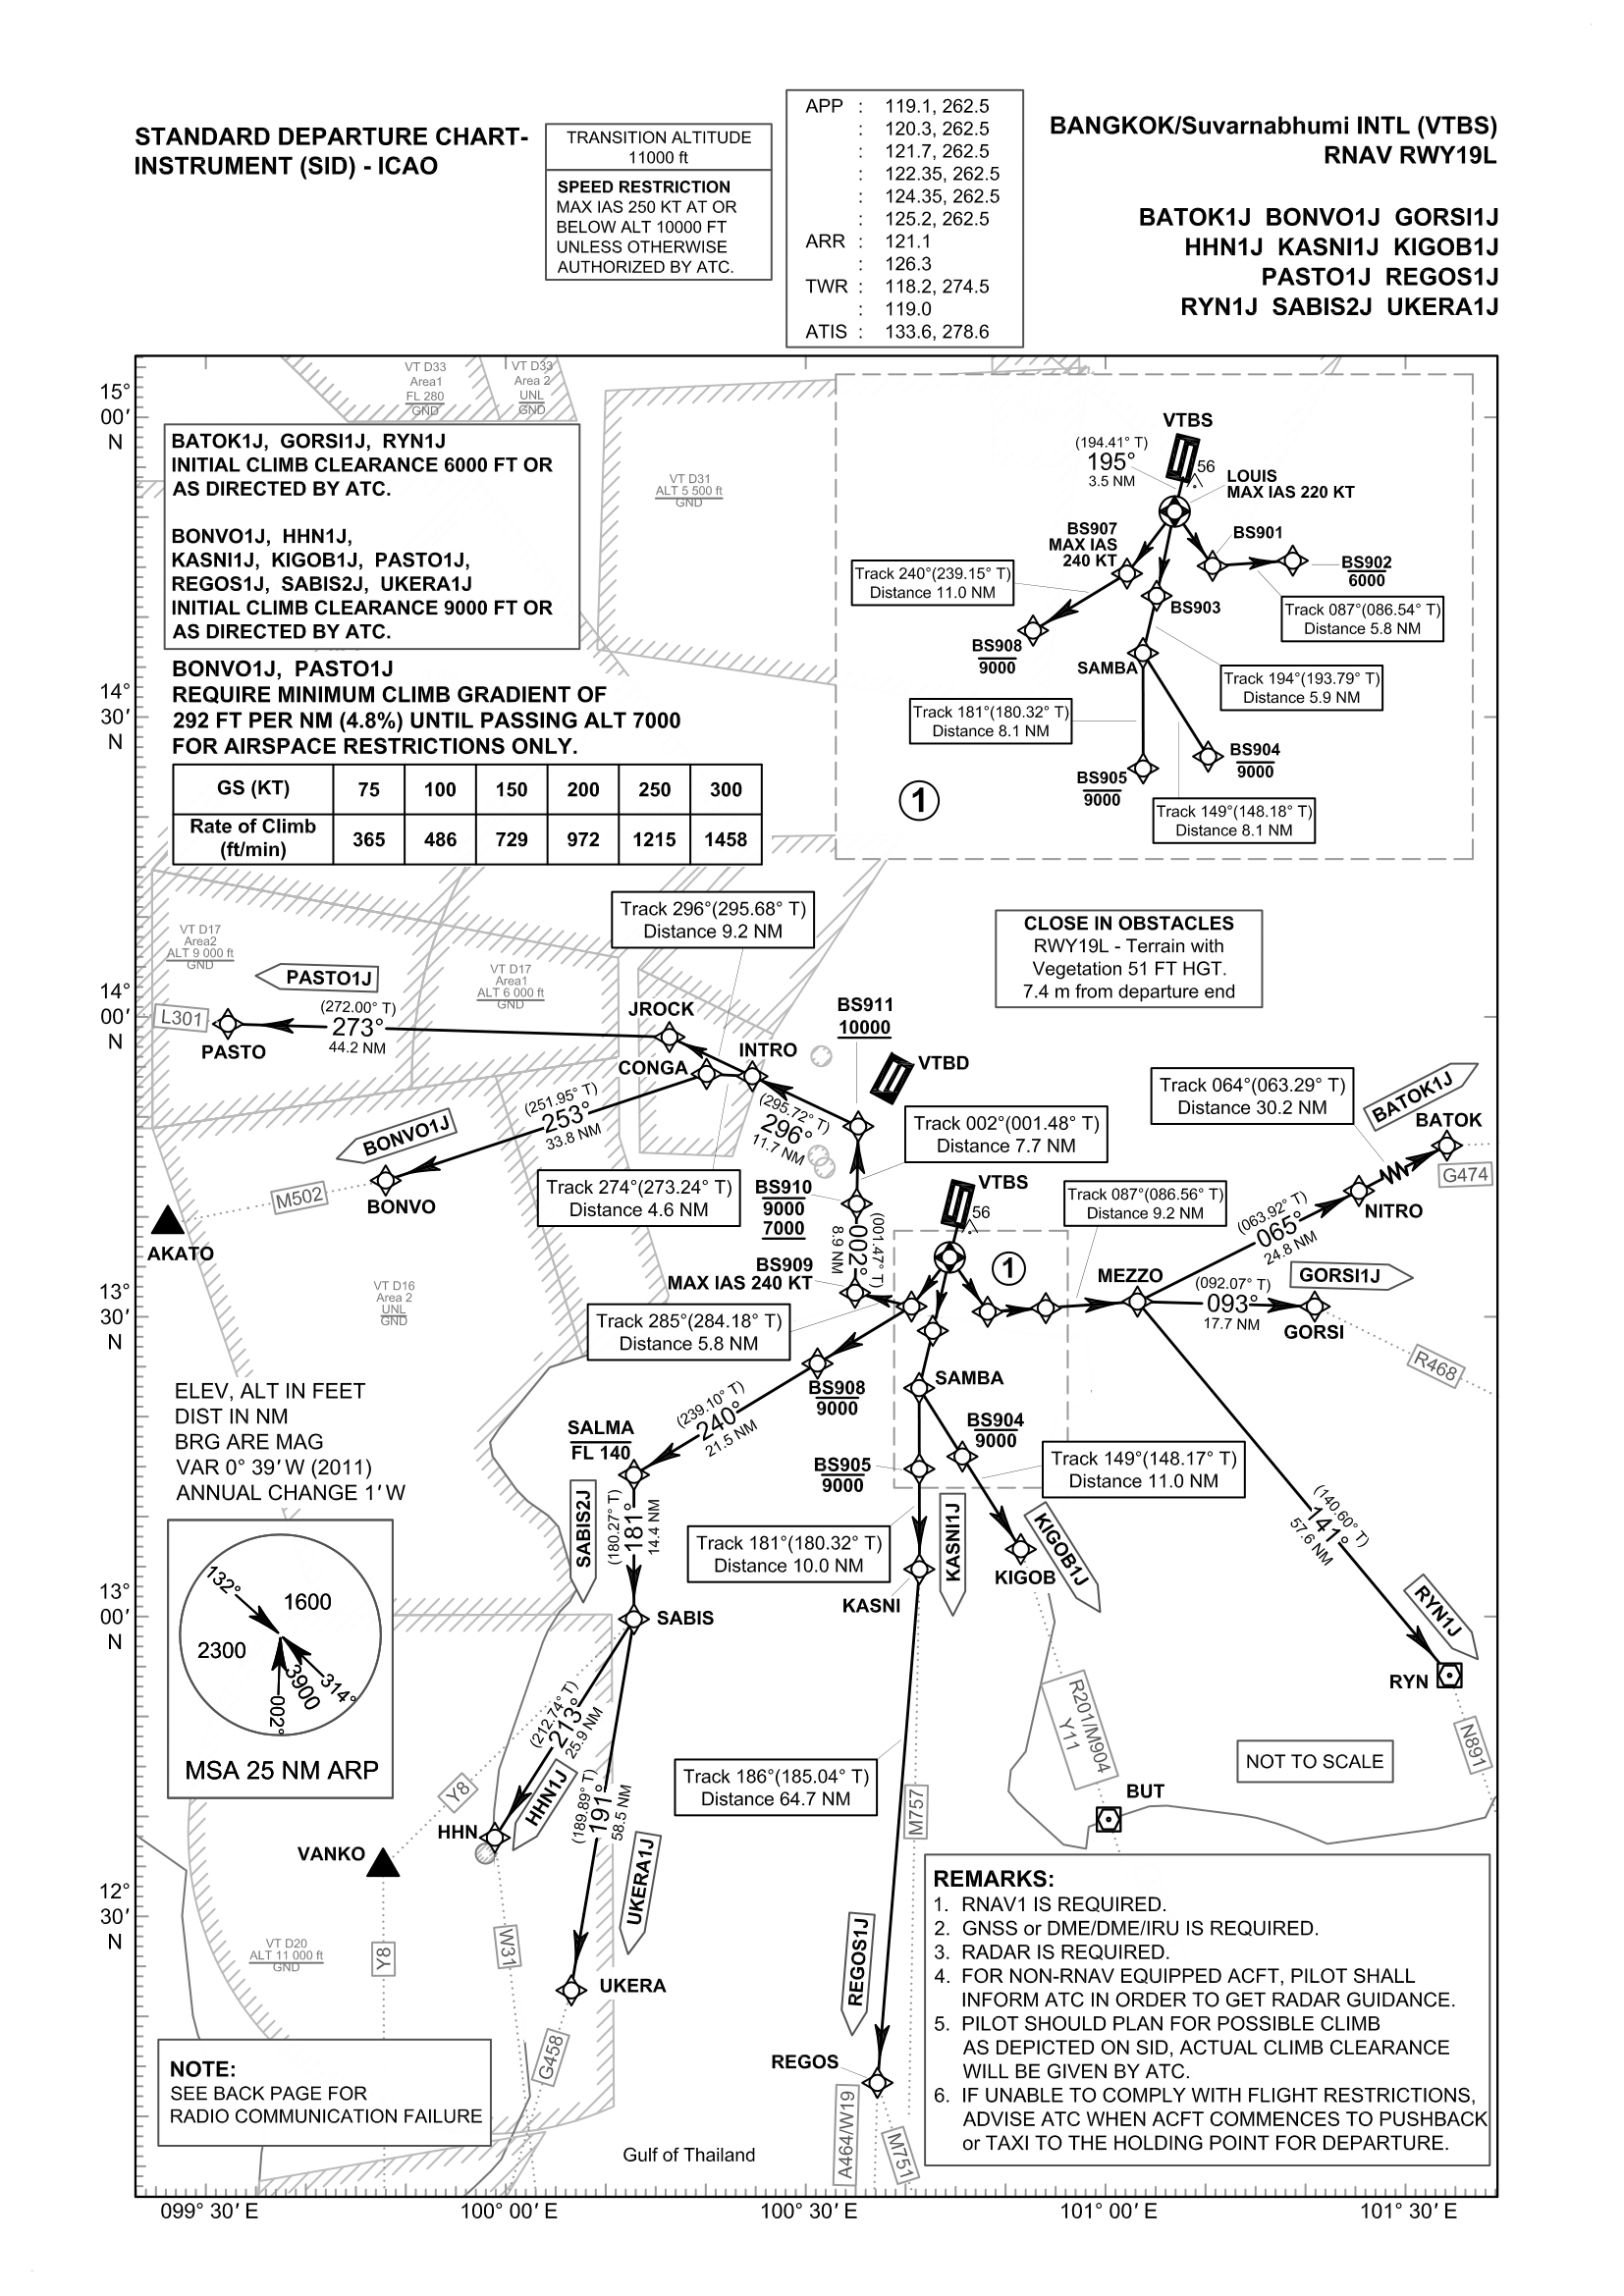 STANDARD DEPARTURE CHART-
INSTRUMENT (SID) - ICAO
TRANSITION ALTITUDE
11000 ft
SPEED RESTRICTION
MAX IAS 250 KT AT OR
BELOW ALT 10000 FT
UNLESS OTHERWISE
AUTHORIZED BY ATC.
APP : 119.1, 262.5
: 120.3, 262.5
: 121.7, 262.5
: 122.35, 262.5
: 124.35, 262.5
: 125.2, 262.5
ARR : 121.1
: 126.3
TWR : 118.2, 274.5
: 119.0
ATIS : 133.6, 278.6
BANGKOK/Suvarnabhumi INTL (VTBS)
RNAV RWY19L
BATOK1J BONVO1J GORSI1J
HHN1J KASNI1J KIGOB1J
PASTO1J REGOS1J
RYN1J SABIS2J UKERA1J
15°
00′
N
VT D33
Area1
FL 280
GND
VT D33
Area 2
UNL
GND
BATOK1J, GORSI1J, RYN1J
INITIAL CLIMB CLEARANCE 6000 FT OR
AS DIRECTED BY ATC.
BONVO1J, HHN1J,
KASNI1J, KIGOB1J, PASTO1J,
REGOS1J, SABIS2J, UKERA1J
INITIAL CLIMB CLEARANCE 9000 FT OR
AS DIRECTED BY ATC.
VT D31
ALT 5 500 ft
GND
VTBS
(194.41° T)
195°
3.5 NM
56
LOUIS
MAX IAS 220 KT
BS907
MAX IAS
240 KT
BS901
BS902
6000
Track 240°(239.15° T)
Distance 11.0 NM
Track 087°(086.54° T)
Distance 5.8 NM
BS903
BS908
9000
SAMBA
Track 194°(193.79° T)
Distance 5.9 NM
Track 181°(180.32° T)
Distance 8.1 NM
BS904
9000
BS905
9000
Track 149°(148.18° T)
Distance 8.1 NM
1
14°
30′
N
BONVO1J, PASTO1J
REQUIRE MINIMUM CLIMB GRADIENT OF
292 FT PER NM (4.8%) UNTIL PASSING ALT 7000
FOR AIRSPACE RESTRICTIONS ONLY.
GS (KT) 75 100 150 200 250 300
Rate of Climb
(ft/min) 365 486 729 972 1215 1458
Track 296°(295.68° T)
Distance 9.2 NM
CLOSE IN OBSTACLES
RWY19L - Terrain with
Vegetation 51 FT HGT.
7.4 m from departure end
VT D17
Area2
ALT 9 000 ft
GND
PASTO1J
VT D17
Area1
ALT 6 000 ft
GND
14°
00′
N
L301
PASTO
(272.00° T)
273°
44.2 NM
JROCK
INTRO
CONGA
BS911
10000
VTBD
(295.72° T)
296°
11.7 NM
(251.95° T)
253°
33.8 NM
BONVO1J
BONVO
M502
AKATO
Track 274°(273.24° T)
Distance 4.6 NM
Track 002°(001.48° T)
Distance 7.7 NM
BS910
9000
7000
(001.47° T)
002°
8.9 NM
BS909
MAX IAS 240 KT
VTBS
56
1
Track 087°(086.56° T)
Distance 9.2 NM
Track 064°(063.29° T)
Distance 30.2 NM
BATOK1J
BATOK
G474
NITRO
(063.92° T)
065°
24.8 NM
MEZZO
(092.07° T)
093°
17.7 NM
GORSI1J
GORSI
R468
13°
30′
N
VT D16
Area 2
UNL
GND
Track 285°(284.18° T)
Distance 5.8 NM
BS908
9000
SAMBA
BS904
9000
BS905
9000
Track 149°(148.17° T)
Distance 11.0 NM
(239.10° T)
240°
21.5 NM
SALMA
FL 140
ELEV, ALT IN FEET
DIST IN NM
BRG ARE MAG
VAR 0° 39′ W (2011)
ANNUAL CHANGE 1′ W
SABIS2J
(180.27° T)
181°
14.4 NM
Track 181°(180.32° T)
Distance 10.0 NM
KASNI1J
KIGOB1J
KIGOB
KASNI
(140.60° T)
141°
57.6 NM
RYN1J
RYN
N891
13°
00′
N
132°
1600
2300
3900
314°
002°
MSA 25 NM ARP
SABIS
(212.74° T)
213°
25.9 NM
HHN1J
(189.89° T)
191°
58.5 NM
Y8
HHN
VANKO
UKERA1J
Track 186°(185.04° T)
Distance 64.7 NM
M757
R201/M904
Y11
BUT
NOT TO SCALE
12°
30′
N
VT D20
ALT 11 000 ft
GND
Y8
W31
UKERA
G458
REGOS1J
REGOS
A464/W19
M751
REMARKS:
1. RNAV1 IS REQUIRED.
2. GNSS or DME/DME/IRU IS REQUIRED.
3. RADAR IS REQUIRED.
4. FOR NON-RNAV EQUIPPED ACFT, PILOT SHALL
INFORM ATC IN ORDER TO GET RADAR GUIDANCE.
5. PILOT SHOULD PLAN FOR POSSIBLE CLIMB
AS DEPICTED ON SID, ACTUAL CLIMB CLEARANCE
WILL BE GIVEN BY ATC.
6. IF UNABLE TO COMPLY WITH FLIGHT RESTRICTIONS,
ADVISE ATC WHEN ACFT COMMENCES TO PUSHBACK
or TAXI TO THE HOLDING POINT FOR DEPARTURE.
NOTE:
SEE BACK PAGE FOR
RADIO COMMUNICATION FAILURE
Gulf of Thailand
099° 30′ E 100° 00′ E 100° 30′ E 101° 00′ E 101° 30′ E